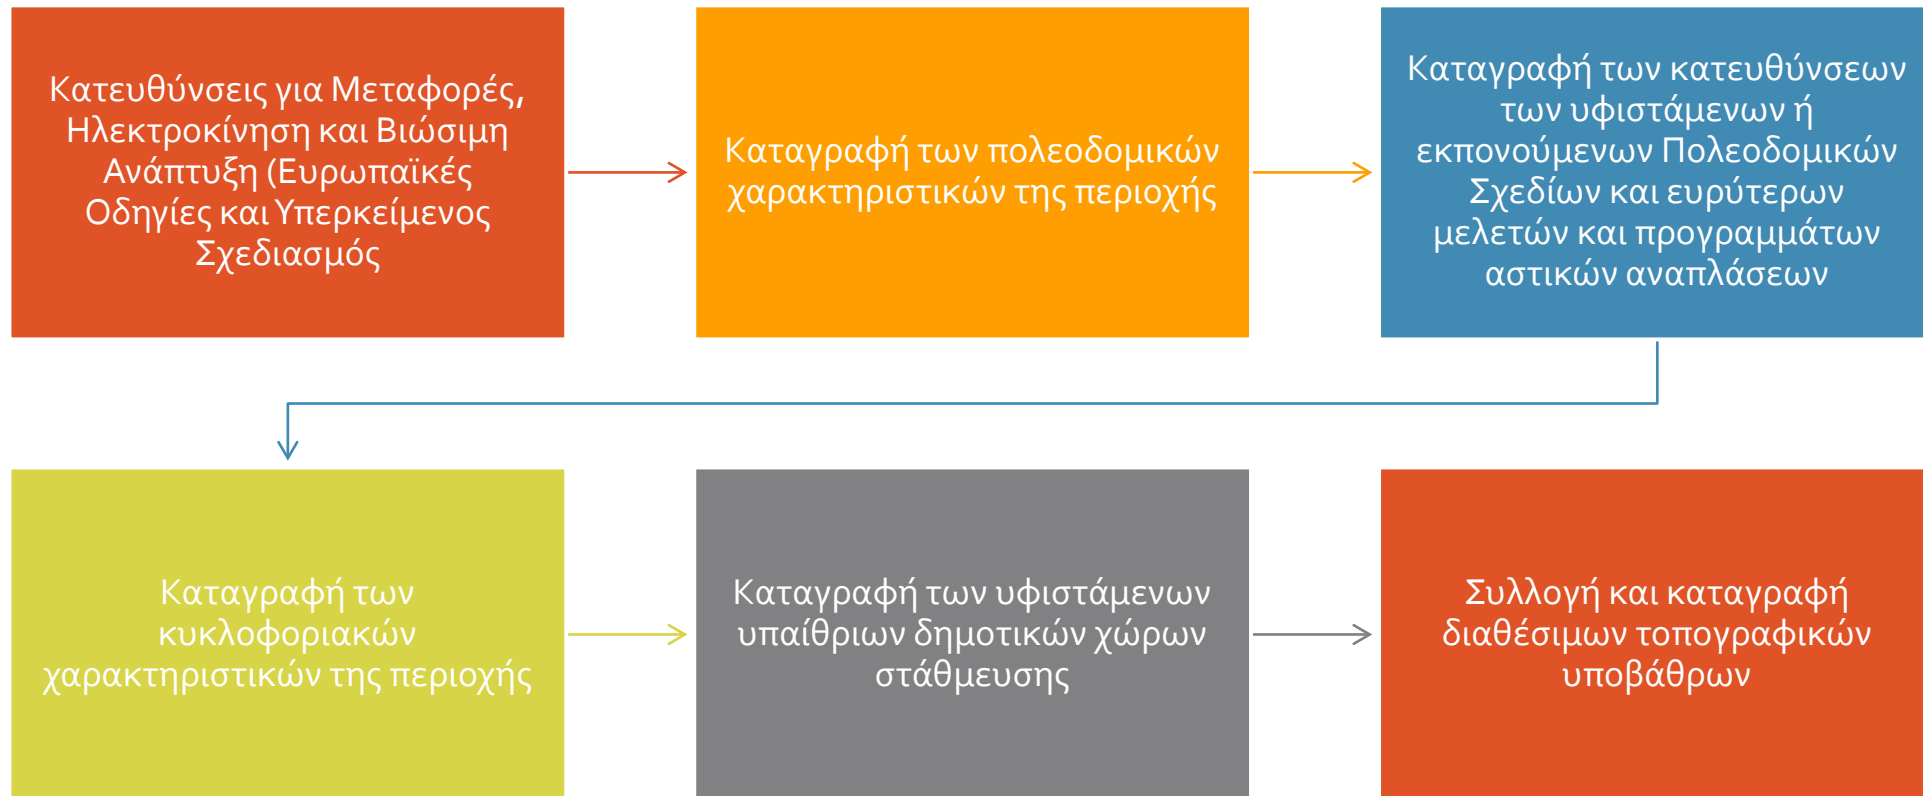 Κατευθύνσεις για Μεταφορές,
Ηλεκτροκίνηση και Βιώσιμη
Ανάπτυξη (Ευρωπαϊκές
Οδηγίες και Υπερκείμενος
Σχεδιασμός
Καταγραφή των πολεοδομικών
χαρακτηριστικών της περιοχής
Καταγραφή των κατευθύνσεων
των υφιστάμενων ή
εκπονούμενων Πολεοδομικών
Σχεδίων και ευρύτερων
μελετών και προγραμμάτων
αστικών αναπλάσεων
Καταγραφή των
κυκλοφοριακών
χαρακτηριστικών της περιοχής
Καταγραφή των υφιστάμενων
υπαίθριων δημοτικών χώρων
στάθμευσης
Συλλογή και καταγραφή
διαθέσιμων τοπογραφικών
υποβάθρων